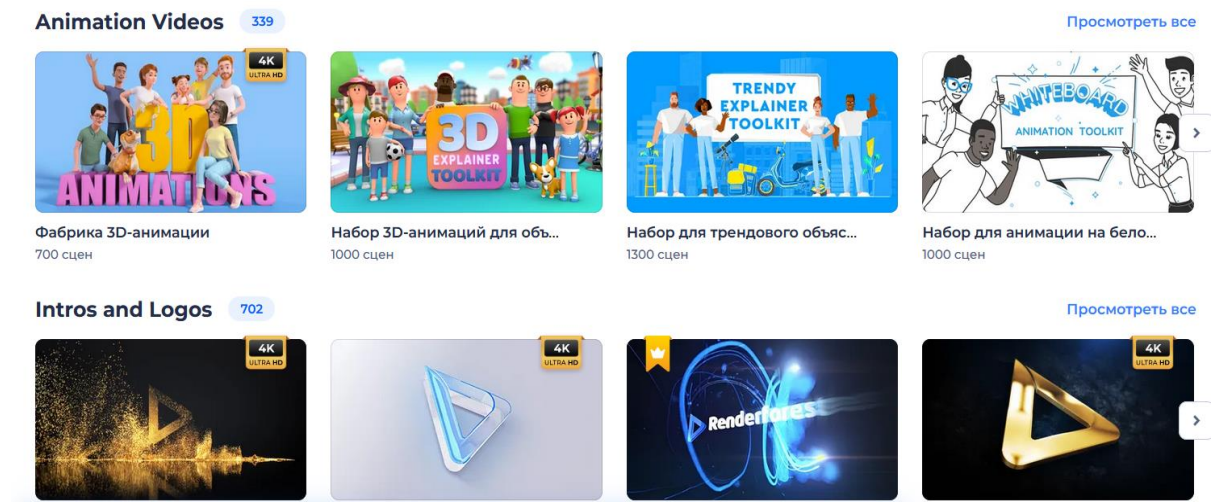 Animation Videos 339 Просмотреть все
4K
ULTRA HD
3D
ANIMATIONS
3D
EXPLAINER
TOOLKIT
TRENDY
EXPLAINER
TOOLKIT
WHITEBOARD
ANIMATION TOOLKIT
Фабрика 3D-анимации
700 сцен
Набор 3D-анимаций для объ...
1000 сцен
Набор для трендового объяс...
1300 сцен
Набор для анимации на бело...
1000 сцен
Intros and Logos 702 Просмотреть все
4K
ULTRA HD
4K
ULTRA HD
Renderfores
4K
ULTRA HD